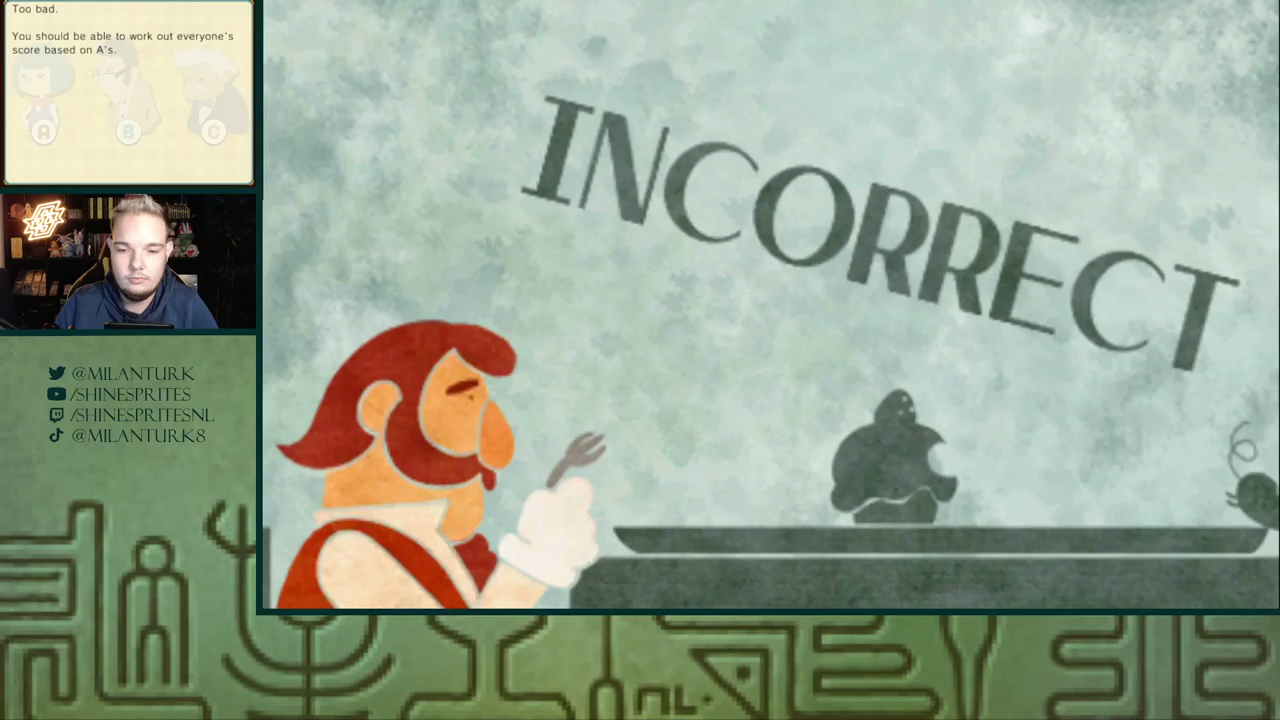 Too bad.
You should be able to work out everyone's
score based on A's.
A B C
INCORRECT
@MILANTURK
/SHINESPRITES
/SHINESPRITESNL
@MILANTURK8